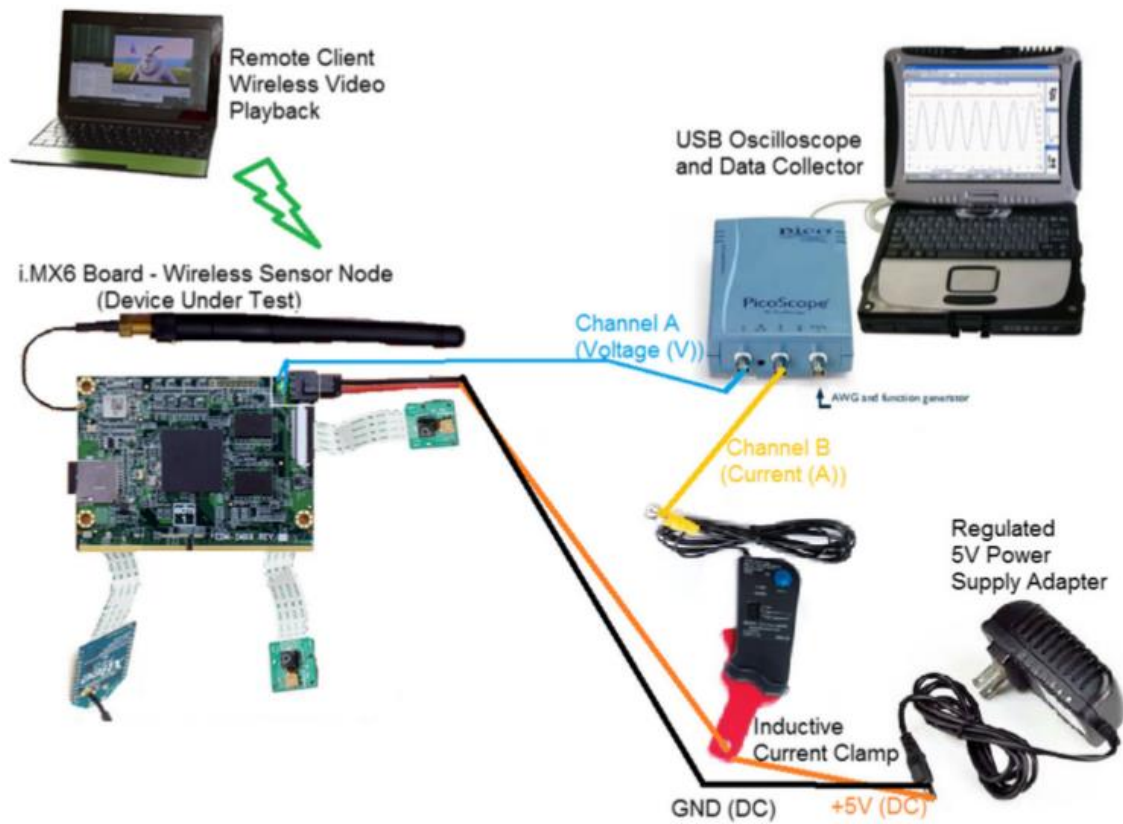 Remote Client
Wireless Video
Playback
USB Oscilloscope
and Data Collector
i.MX6 Board - Wireless Sensor Node
(Device Under Test)
pico
PicoScope
Channel A
(Voltage (V))
AWG and function generator
Channel B
(Current (A))
Regulated
5V Power
Supply Adapter
Inductive
Current Clamp
GND (DC)
+5V (DC)